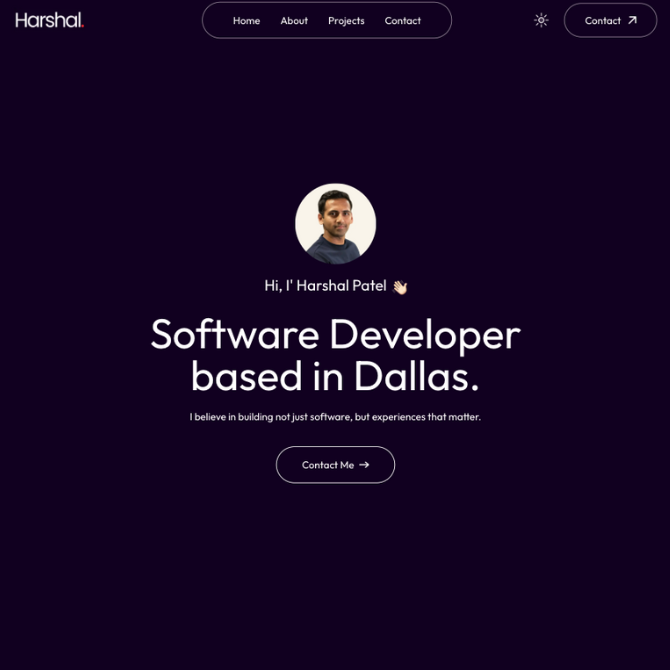 Harshal.
Home About Projects Contact
Contact
Hi, I' Harshal Patel 👋🏻
Software Developer
based in Dallas.
I believe in building not just software, but experiences that matter.
Contact Me →